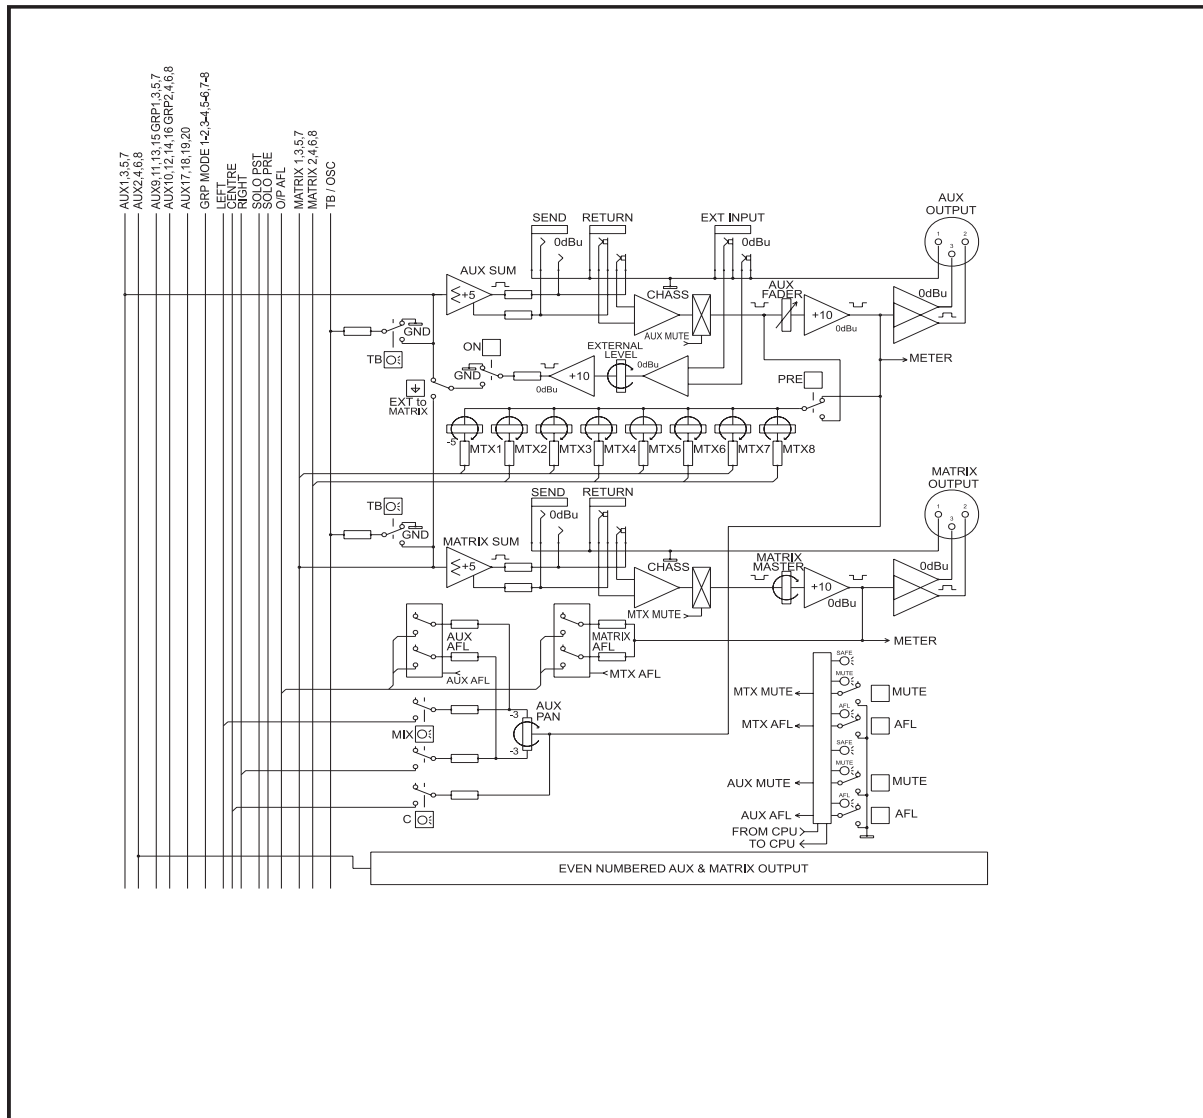 AUX1,3,5,7
AUX2,4,6,8
AUX9,11,13,15 GRP1,3,5,7
AUX10,12,14,16 GRP2,4,6,8
AUX17,18,19,20
GRP MODE 1-2,3-4,5-6,7-8
LEFT
CENTRE
RIGHT
SOLO PST
SOLO PRE
O/P AFL
MATRIX 1,3,5,7
MATRIX 2,4,6,8
TB / OSC
AUX
OUTPUT
SEND
RETURN
EXT INPUT
0dBu
0dBu
1
2
3
AUX SUM
+5
CHASS
AUX
FADER
0dBu
+10
0dBu
AUX MUTE
GND
TB
ON
EXTERNAL
LEVEL
METER
GND
+10
0dBu
0dBu
PRE
EXT to
MATRIX
-5
MTX1
MTX2
MTX3
MTX4
MTX5
MTX6
MTX7
MTX8
MATRIX
OUTPUT
SEND
RETURN
TB
0dBu
1
2
3
GND
MATRIX SUM
+5
CHASS
MATRIX
MASTER
0dBu
+10
0dBu
MTX MUTE
AUX
AFL
MATRIX
AFL
METER
AUX AFL
MTX AFL
SAFE
MUTE
MTX MUTE
MUTE
AUX
PAN
-3
-3
AFL
MTX AFL
AFL
MIX
SAFE
MUTE
AUX MUTE
MUTE
AFL
AUX AFL
AFL
C
FROM CPU
TO CPU
EVEN NUMBERED AUX & MATRIX OUTPUT